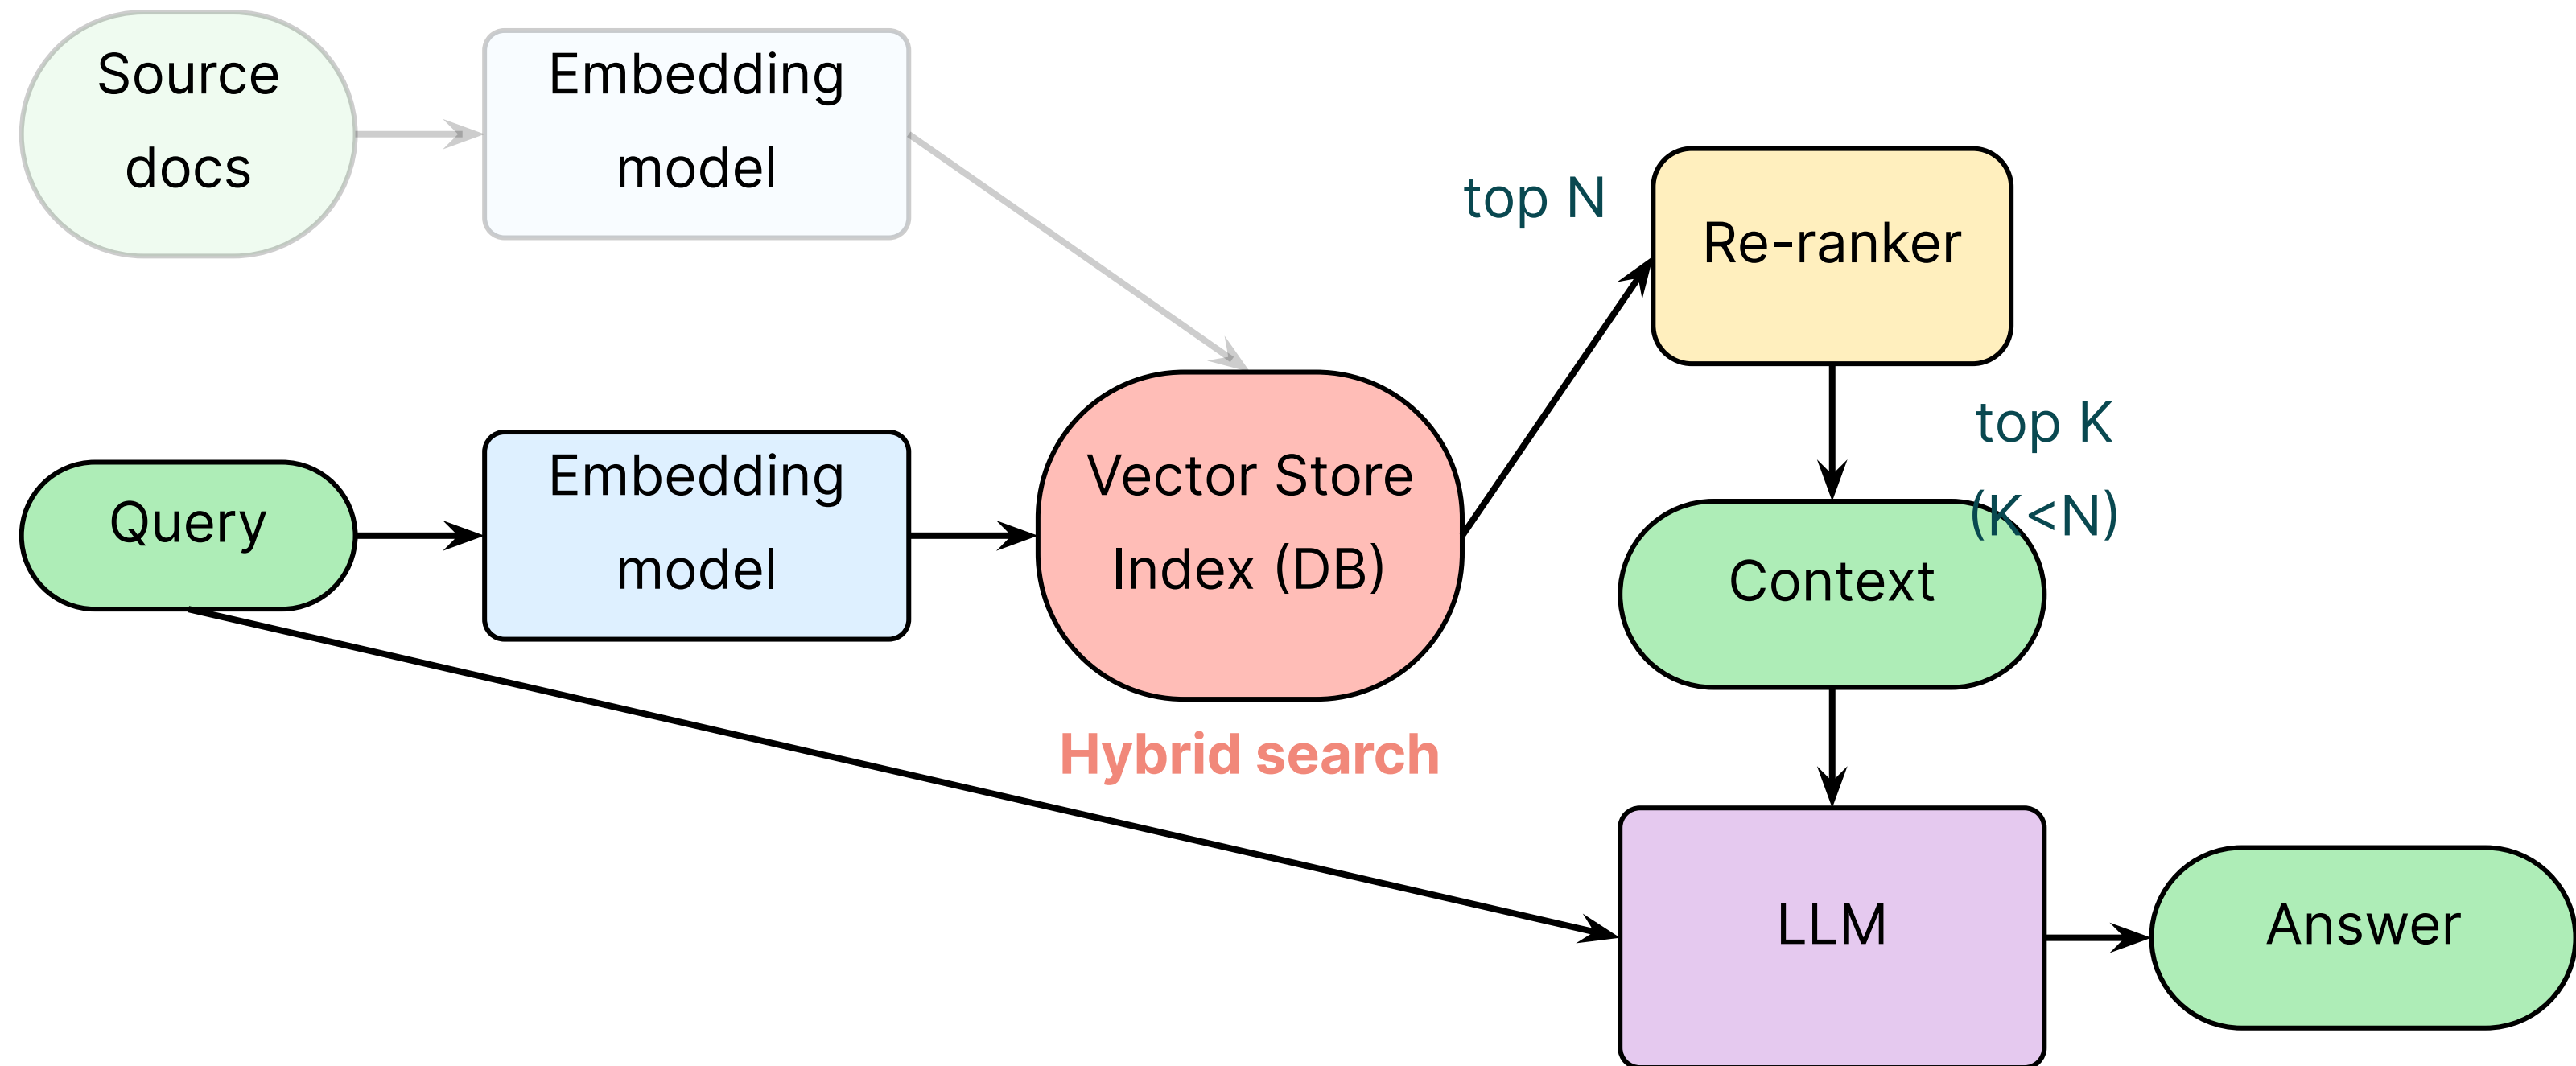 Source
docs
Embedding
model
top N
Re-ranker
top K
(K<N)
Query
Embedding
model
Vector Store
Index (DB)
Context
Hybrid search
LLM
Answer